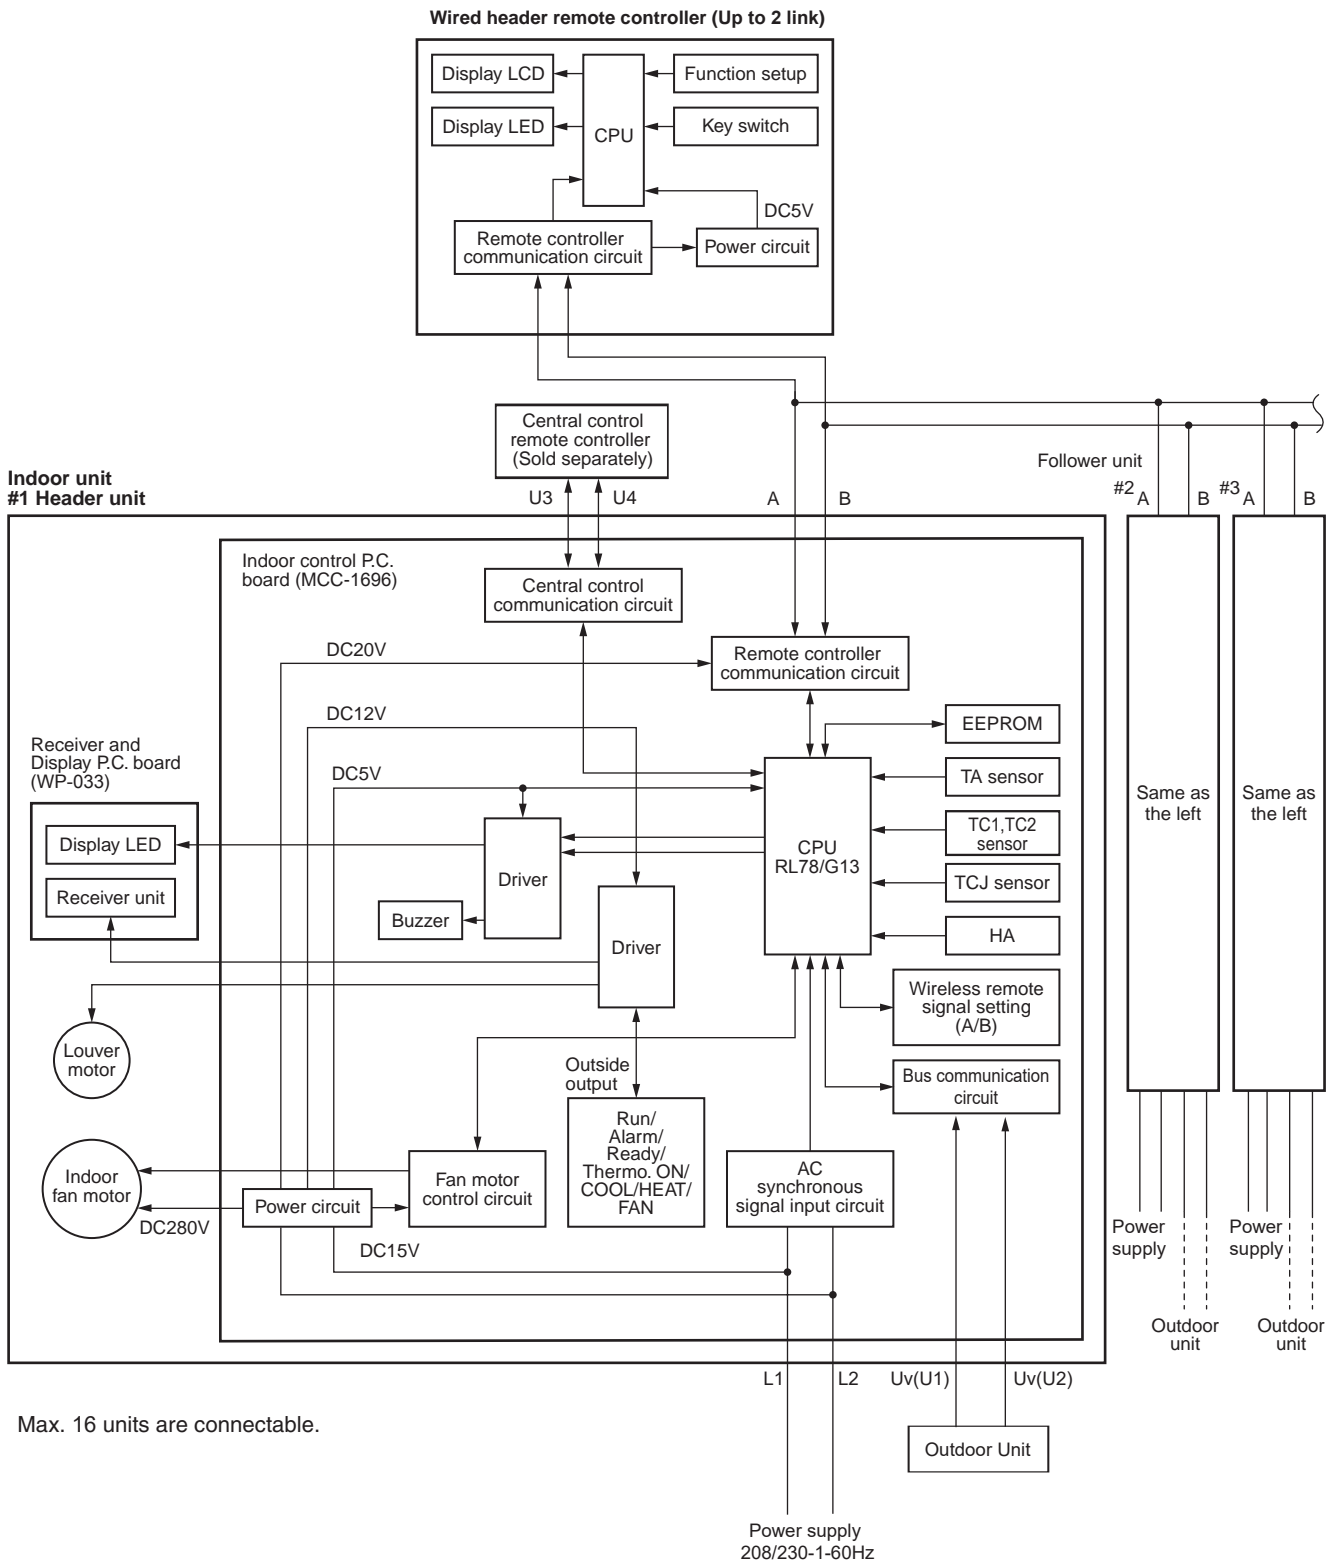 Wired header remote controller (Up to 2 link)
Display LCD
Function setup
Display LED
CPU
Key switch
DC5V
Remote controller
communication circuit
Power circuit
Central control
remote controller
(Sold separately)
Indoor unit
#1 Header unit
U3
U4
A
B
Follower unit
#2
A
B
#3
A
B
Indoor control P.C.
board (MCC-1696)
Central control
communication circuit
DC20V
Remote controller
communication circuit
DC12V
EEPROM
Receiver and
Display P.C. board
(WP-033)
DC5V
TA sensor
Same as
the left
Same as
the left
Display LED
TC1,TC2
sensor
CPU
RL78/G13
Driver
TCJ sensor
Receiver unit
Buzzer
HA
Driver
Wireless remote
signal setting
(A/B)
Louver
motor
Outside
output
Bus communication
circuit
Run/
Alarm/
Ready/
Thermo. ON/
COOL/HEAT/
FAN
Indoor
fan motor
Fan motor
control circuit
AC
synchronous
signal input circuit
Power circuit
DC280V
DC15V
Power
supply
Power
supply
Outdoor
unit
Outdoor
unit
L1
L2
Uv(U1)
Uv(U2)
Max. 16 units are connectable.
Outdoor Unit
Power supply
208/230-1-60Hz